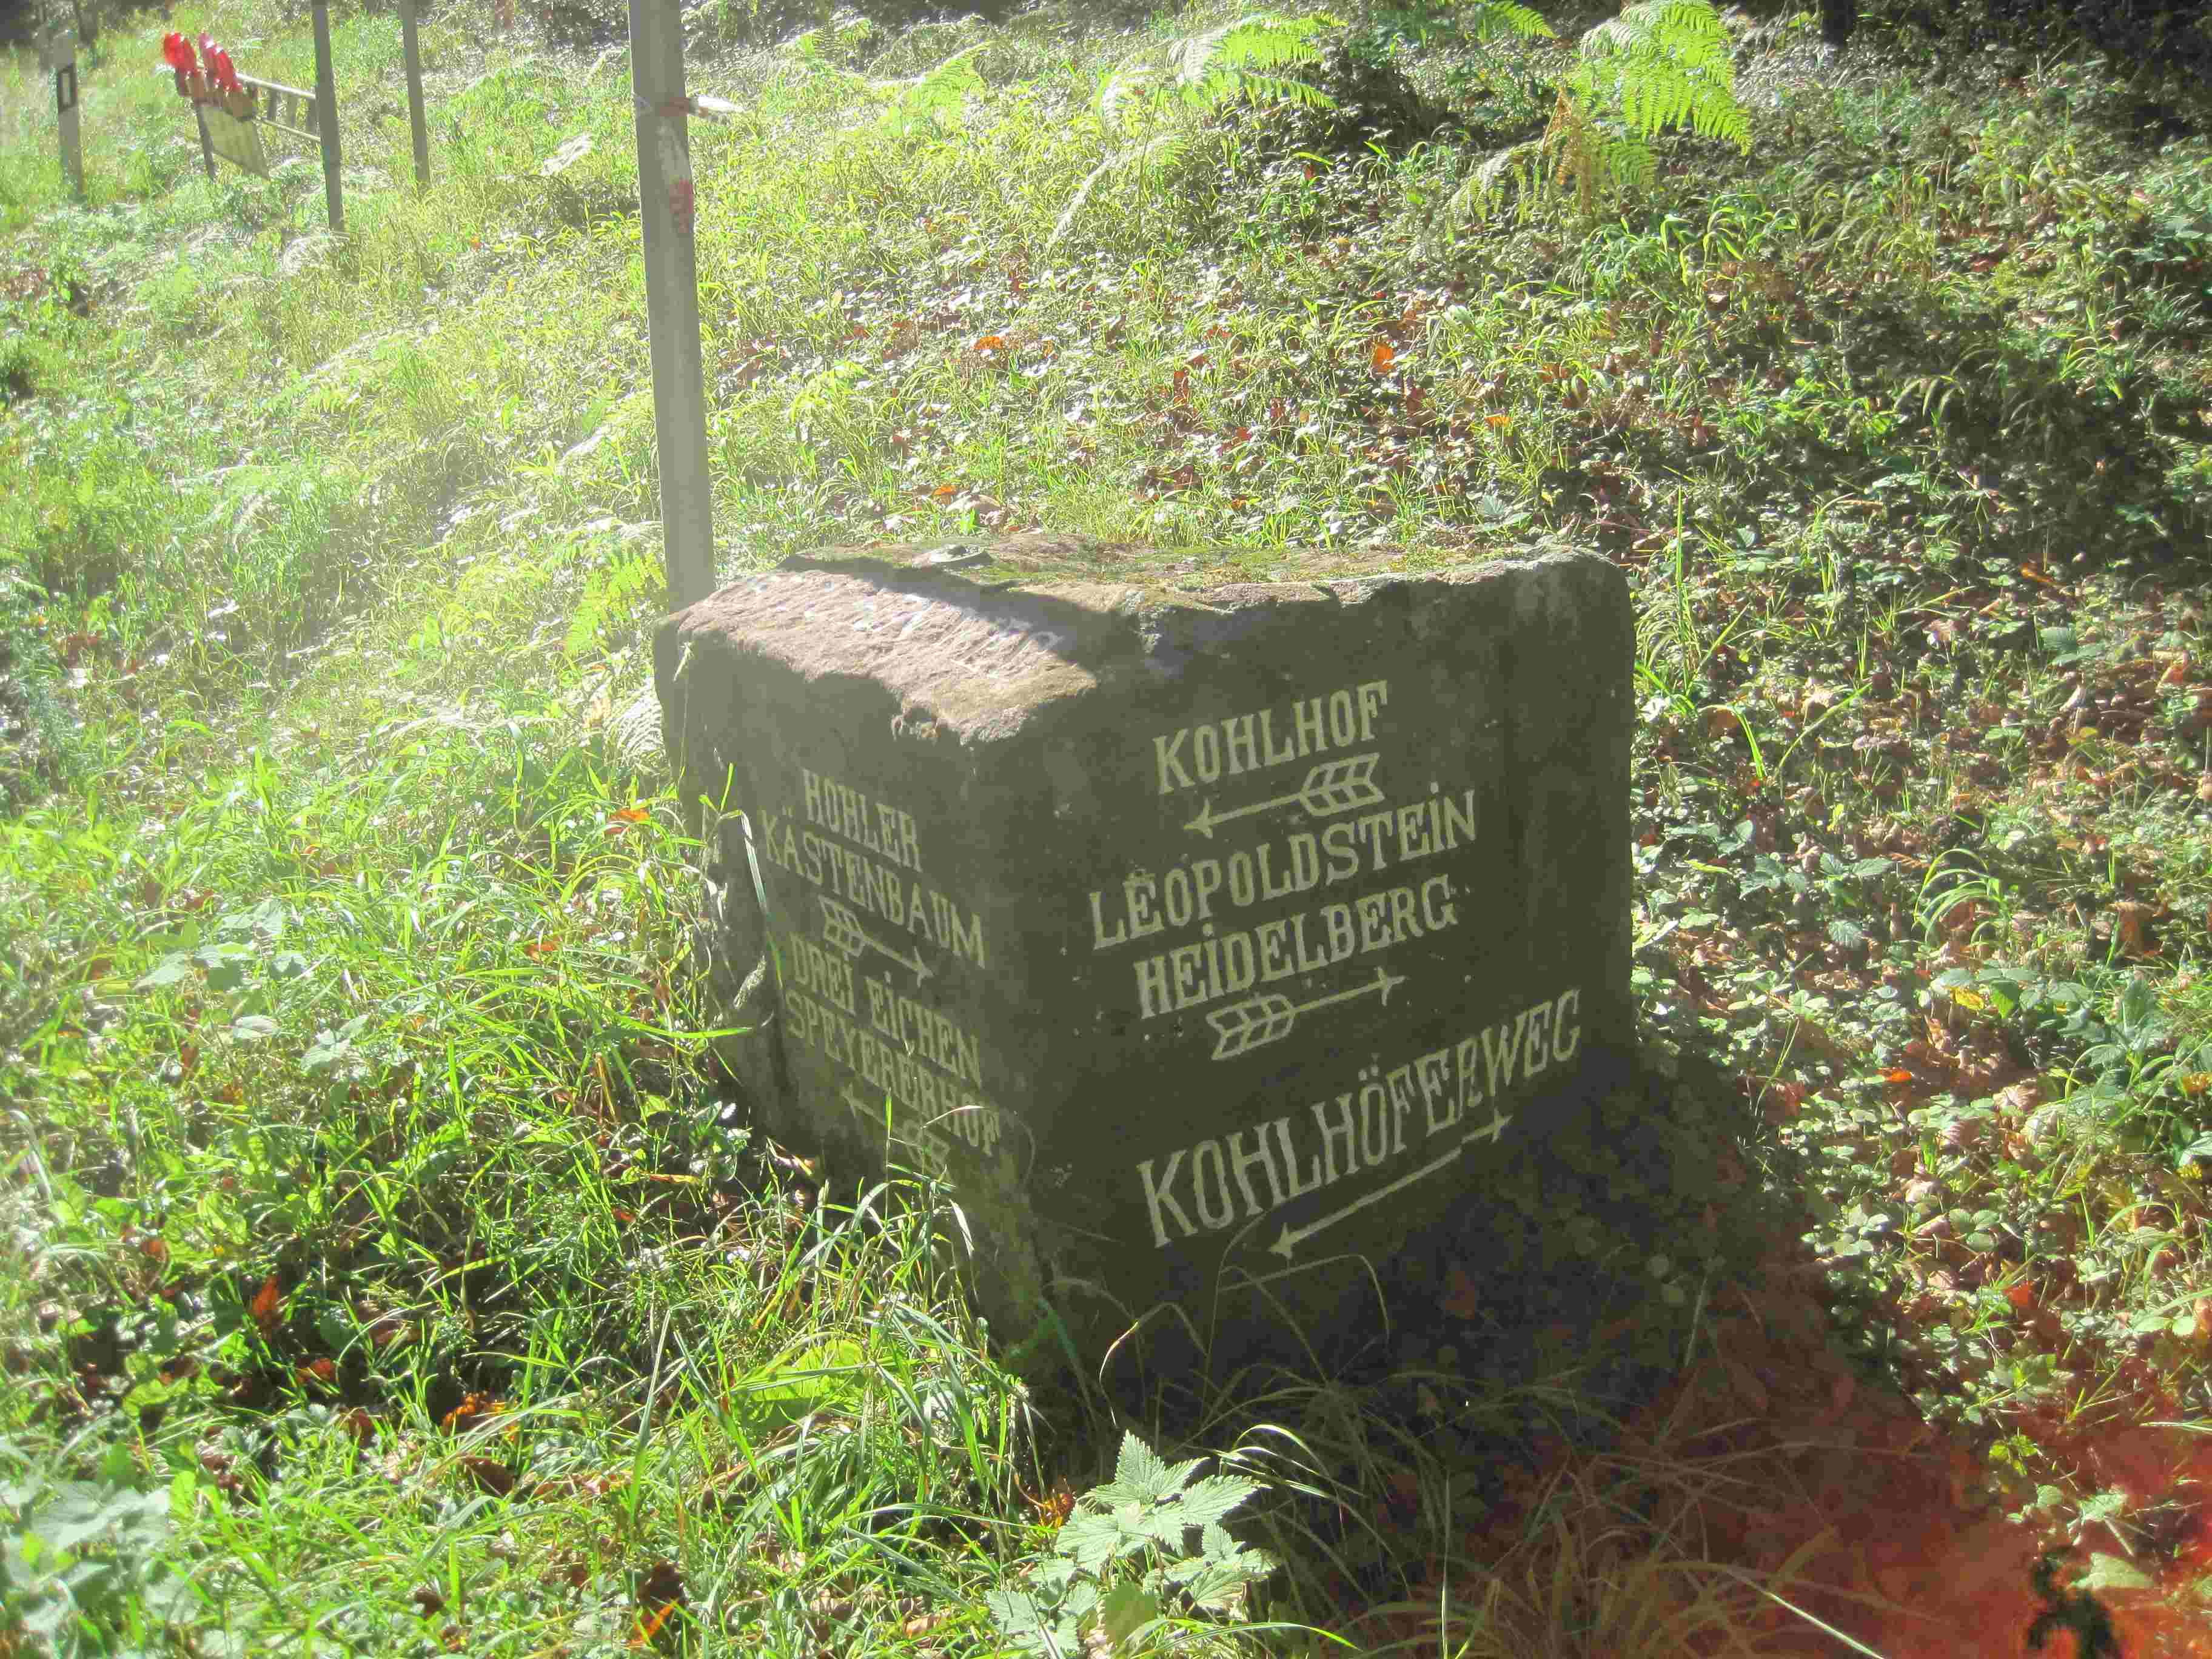 HOHLER
KÄSTENBAUM
DREI EICHEN
SPEYERERHOF
KOHLHOF
LEOPOLDSTEIN
HEIDELBERG
KOHLHÖFERWEG